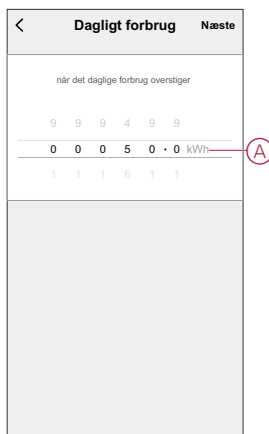 Dagligt forbrug Næste
når det daglige forbrug overstiger
9 9 9 4 9 9
0 0 0 5 0 · 0 kWh A
1 1 1 6 1 1